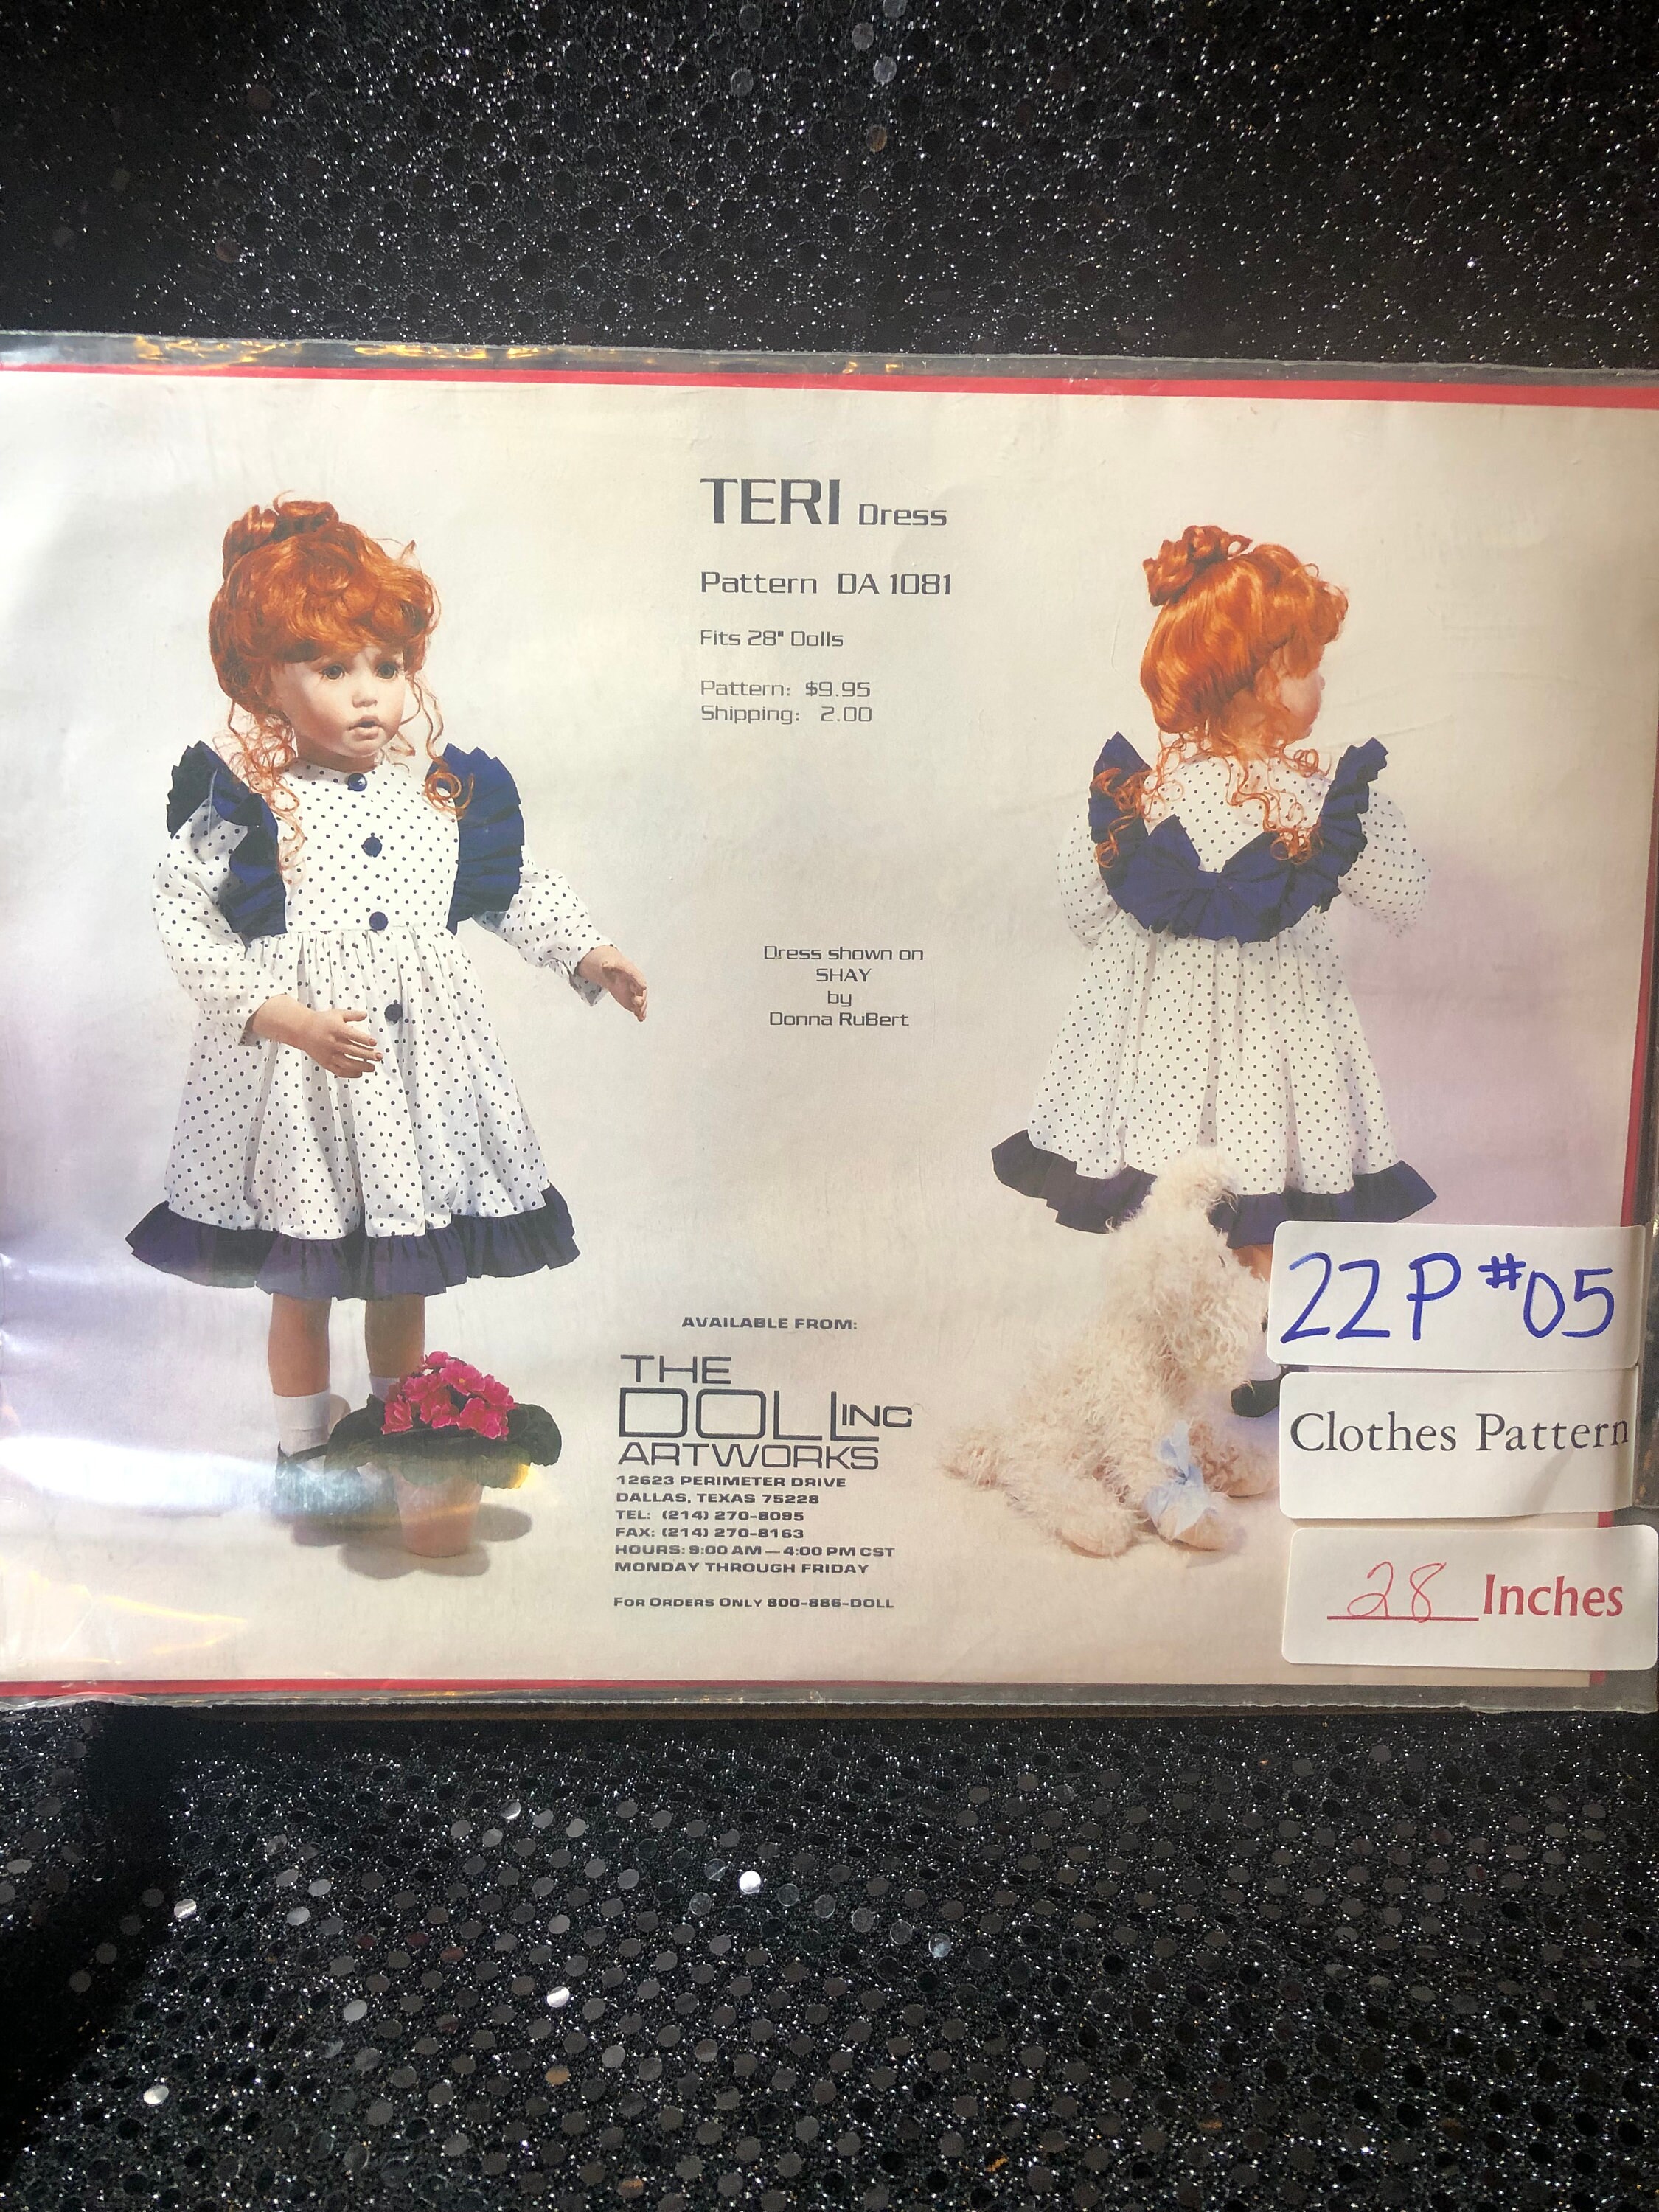 TERI Dress
Pattern DA 1081
Fits 28" Dolls
Pattern: $9.95
Shipping: 2.00
Dress shown on
SHAY
by
Donna RuBert
AVAILABLE FROM:
THE
DOLL INC
ARTWORKS
12623 PERIMETER DRIVE
DALLAS, TEXAS 75228
TEL: (214) 270-8095
FAX: (214) 270-8163
HOURS: 9:00 AM — 4:00 PM CST
MONDAY THROUGH FRIDAY
FOR ORDERS ONLY 800-886-DOLL
22P #05
Clothes Pattern
28 Inches